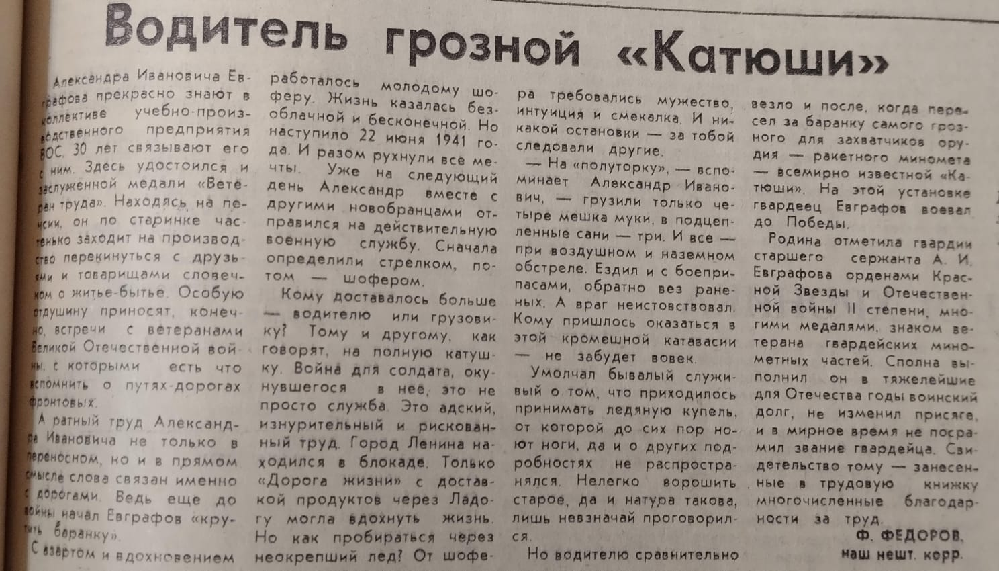 Водитель грозной «Катюши»
Александра Ивановича Ев-
графова прекрасно знают в
коллективе учебно-произ-
водственного предприятия
ВОС. 30 лет связывают его
с ним. Здесь удостоился и
заслуженной медали «Вете-
ран труда». Находясь на пе-
нсии, он по старинке час-
тенько заходит на производ-
ство перекинуться с друзь-
ями и товарищами словеч-
ком о житье-бытье. Особую
отдушину приносят, конеч-
но, встречи с ветеранами
Великой Отечественной вой-
ны, с которыми есть что
вспомнить о путях-дорогах
фронтовых.
А ратный труд Александ-
ра Ивановича не только в
переносном, но и в прямом
смысле слова связан именно
с дорогами. Ведь еще до
войны начал Евграфов «кру-
тить баранку».
С азартом и вдохновением
работалось молодому шо-
феру. Жизнь казалась без-
облачной и бесконечной. Но
наступило 22 июня 1941 го-
да. И разом рухнули все ме-
чты. Уже на следующий
день Александр вместе с
другими новобранцами от-
правился на действительную
военную службу. Сначала
определили стрелком, по-
том — шофером.
Кому доставалось больше
— водителю или грузови-
ку? Тому и другому, как
говорят, на полную катуш-
ку. Война для солдата, оку-
нувшегося в неё, это не
просто служба. Это адский,
изнурительный и рискован-
ный труд. Город Ленина на-
ходился в блокаде. Только
«Дорога жизни» с достав-
кой продуктов через Ладо-
гу могла вдохнуть жизнь.
Но как пробираться через
неокрепший лед? От шофе-
ра требовались мужество,
интуиция и смекалка. И ни-
какой остановки — за тобой
следовали другие.
— На «полуторку», — вспо-
минает Александр Ивано-
вич, — грузили только че-
тыре мешка муки, в подцеп-
ленные сани — три. И все —
при воздушном и наземном
обстреле. Ездил и с боепри-
пасами, обратно вез ране-
ных. А враг неистовствовал.
Кому пришлось оказаться в
этой кромешной катавасии
— не забудет вовек.
Умолчал бывалый служи-
вый о том, что приходилось
принимать ледяную купель,
от которой до сих пор но-
ют ноги, да и о других под-
робностях не распростра-
нялся. Нелегко ворошить
старое, да и натура такова,
лишь невзначай проговорил-
ся.
Но водителю сравнительно
везло и после, когда пере-
сел за баранку самого гроз-
ного для захватчиков ору-
дия — ракетного миномета
— всемирно известной «Ка-
тюши». На этой установке
гвардеец Евграфов воевал
до Победы.
Родина отметила гвардии
старшего сержанта А. И.
Евграфова орденами Крас-
ной Звезды и Отечествен-
ной войны II степени, мно-
гими медалями, знаком ве-
терана гвардейских мино-
метных частей. Сполна вы-
полнил он в тяжелейшие
для Отечества годы воинский
долг, не изменил присяге,
и в мирное время не посра-
мил звание гвардейца. Сви-
детельство тому — занесен-
ные в трудовую книжку
многочисленные благодар-
ности за труд.
Ф. ФЕДОРОВ,
наш нешт. корр.